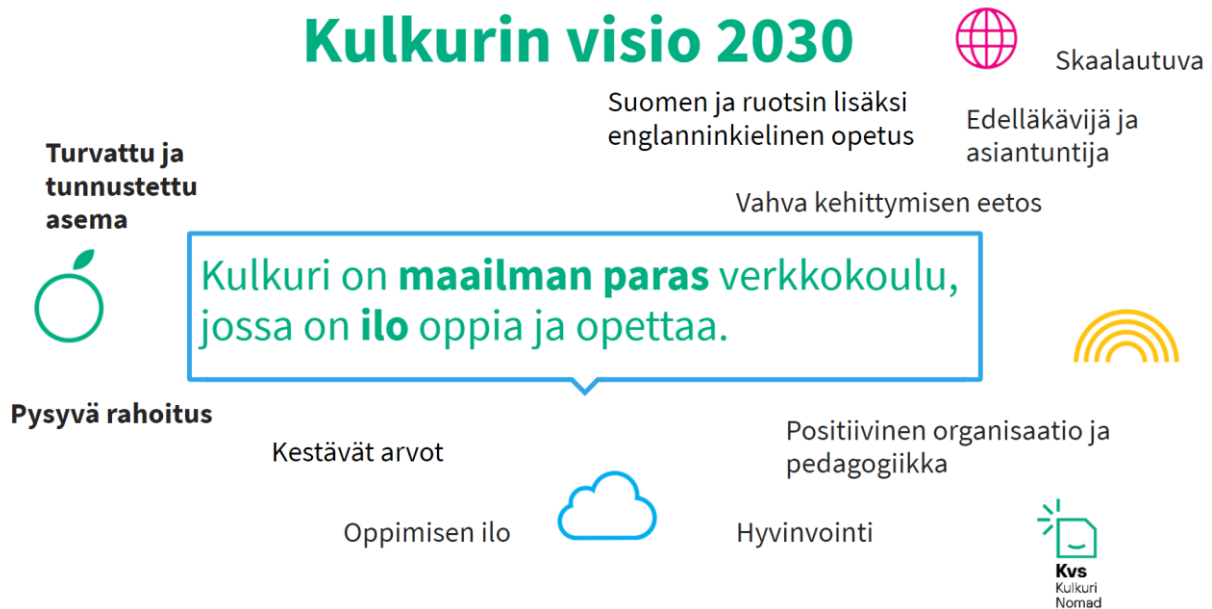 Kulkurin visio 2030
Skaalautuva
Suomen ja ruotsin lisäksi
englanninkielinen opetus
Edelläkävijä ja
asiantuntija
Turvattu ja
tunnustettu
asema
Vahva kehittymisen eetos
Kulkuri on maailman paras verkkokoulu,
jossa on ilo oppia ja opettaa.
Pysyvä rahoitus
Kestävät arvot
Positiivinen organisaatio ja
pedagogiikka
Oppimisen ilo
Hyvinvointi
Kvs
Kulkuri
Nomad